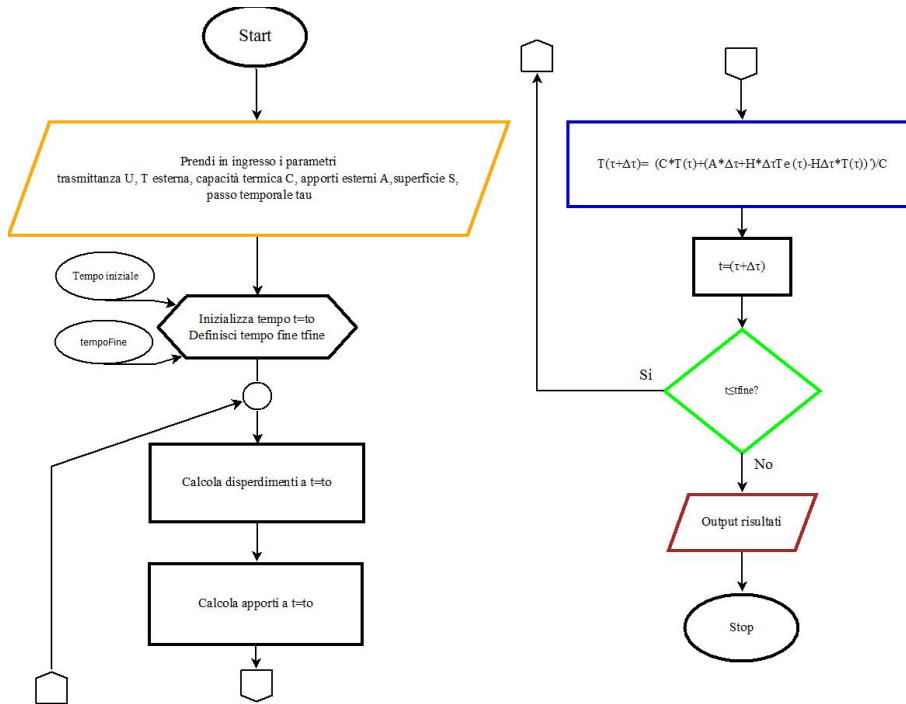 Start
Prendi in ingresso i parametri
trasmittanza U, T esterna, capacità termica C, apporti esterni A,superficie S,
passo temporale tau
Tempo iniziale
tempoFine
Inizializza tempo t=to
Definisci tempo fine tfine
Calcola disperdimenti a t=to
Calcola apporti a t=to
T(τ+Δτ)= (C*T(τ)+(A*Δτ+H*ΔτTe(τ)-HΔτ*T(τ)))/C
t=(τ+Δτ)
Si
t≤tfine?
No
Output risultati
Stop